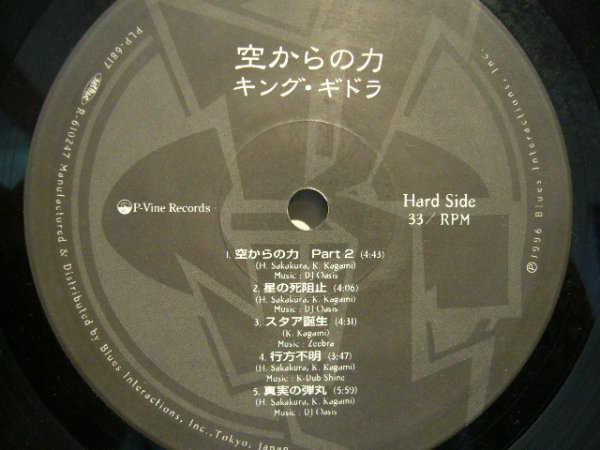 空からの力
キング・ギドラ
P-Vine Records
Hard Side
33/RPM
1. 空からの力 Part 2 (4:43)
(H. Sakakura, K. Kagami)
Music : DJ Oasis
2. 星の死阻止 (4:06)
(H. Sakakura, K. Kagami)
Music : DJ Oasis
3. スタア誕生 (4:31)
(K. Kagami)
Music : Zeebra
4. 行方不明 (3:47)
(H. Sakakura, K. Kagami)
Music : K-Dub Shine
5. 真実の弾丸 (5:59)
(H. Sakakura, K. Kagami)
Music : DJ Oasis
PLP-6817
R-610247 Manufactured & Distributed by Blues Interactions, Inc., Tokyo, Japan
Ⓟ1996 Blues Interactions, Inc.